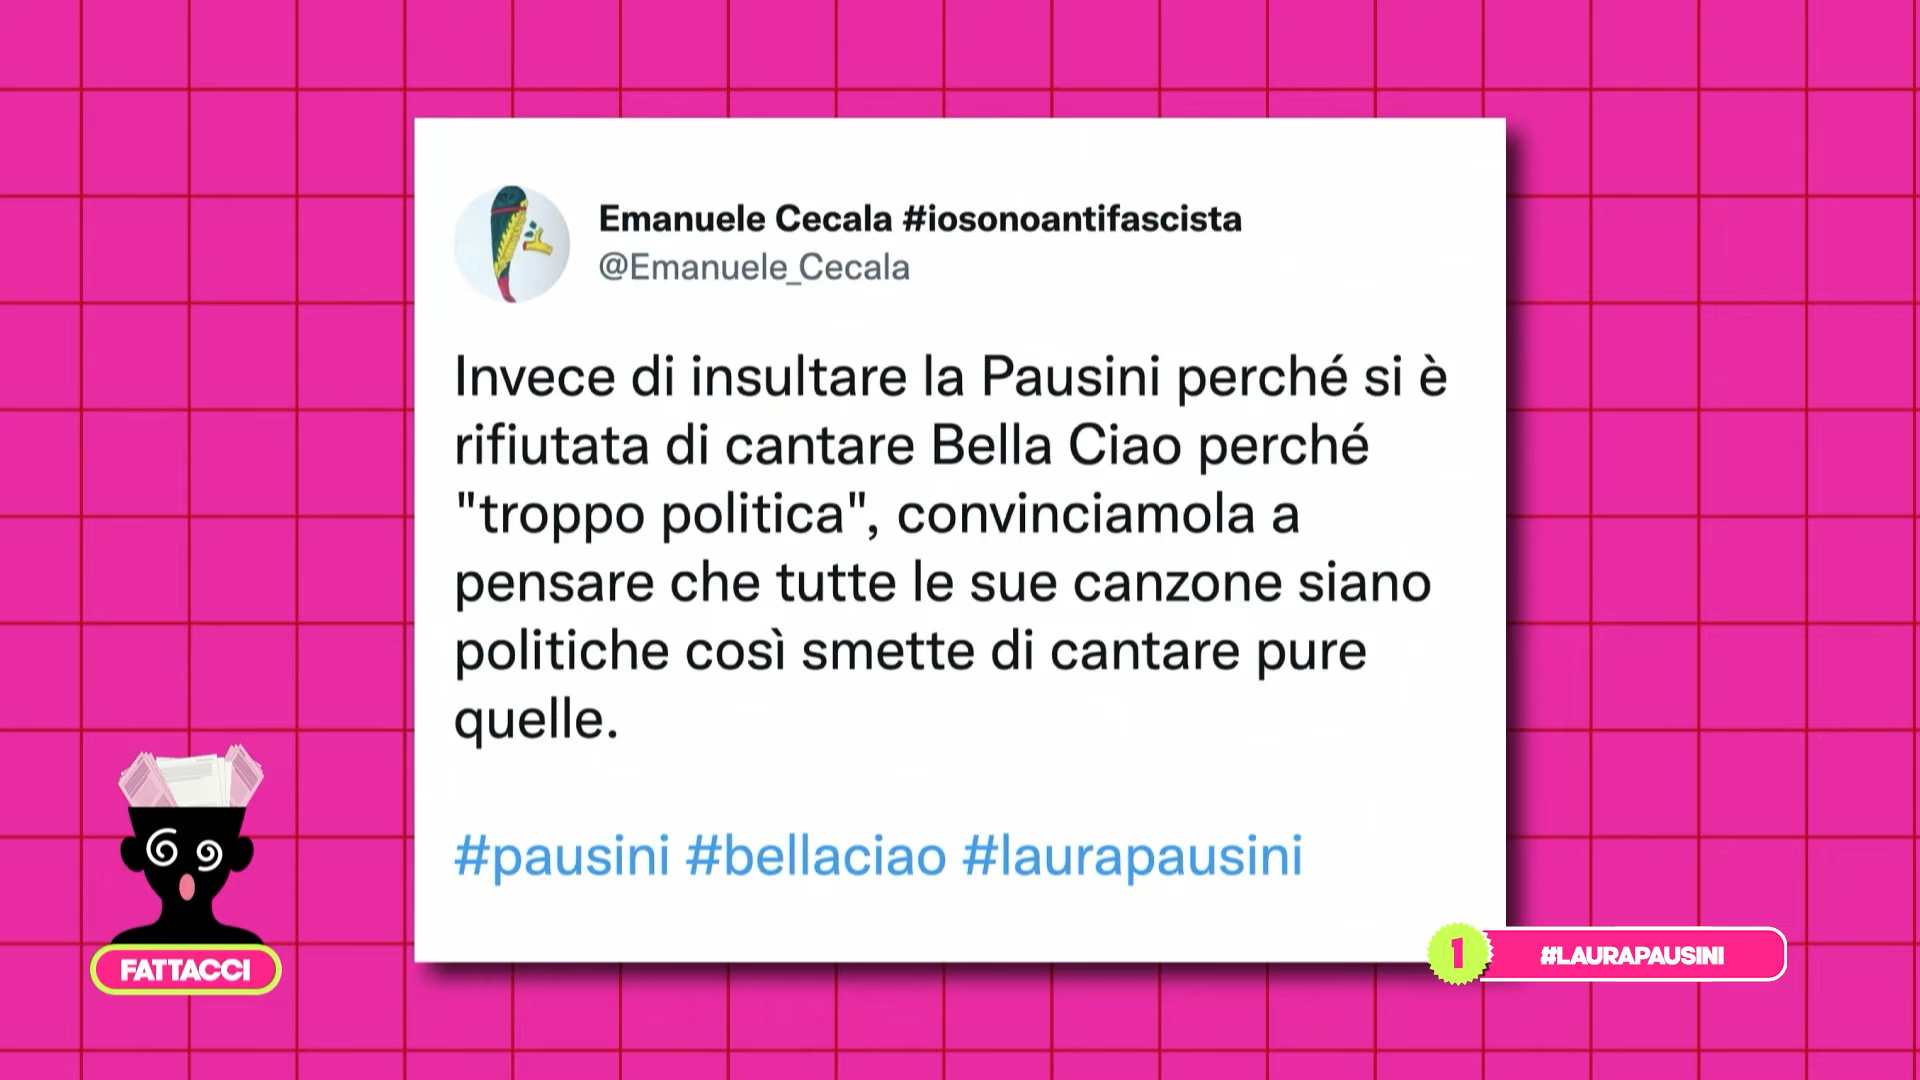 Emanuele Cecala #iosonoantifascista
@Emanuele_Cecala
Invece di insultare la Pausini perché si è
rifiutata di cantare Bella Ciao perché
"troppo politica", convinciamola a
pensare che tutte le sue canzone siano
politiche così smette di cantare pure
quelle.
#pausini #bellaciao #laurapausini
FATTACCI
1 #LAURAPAUSINI